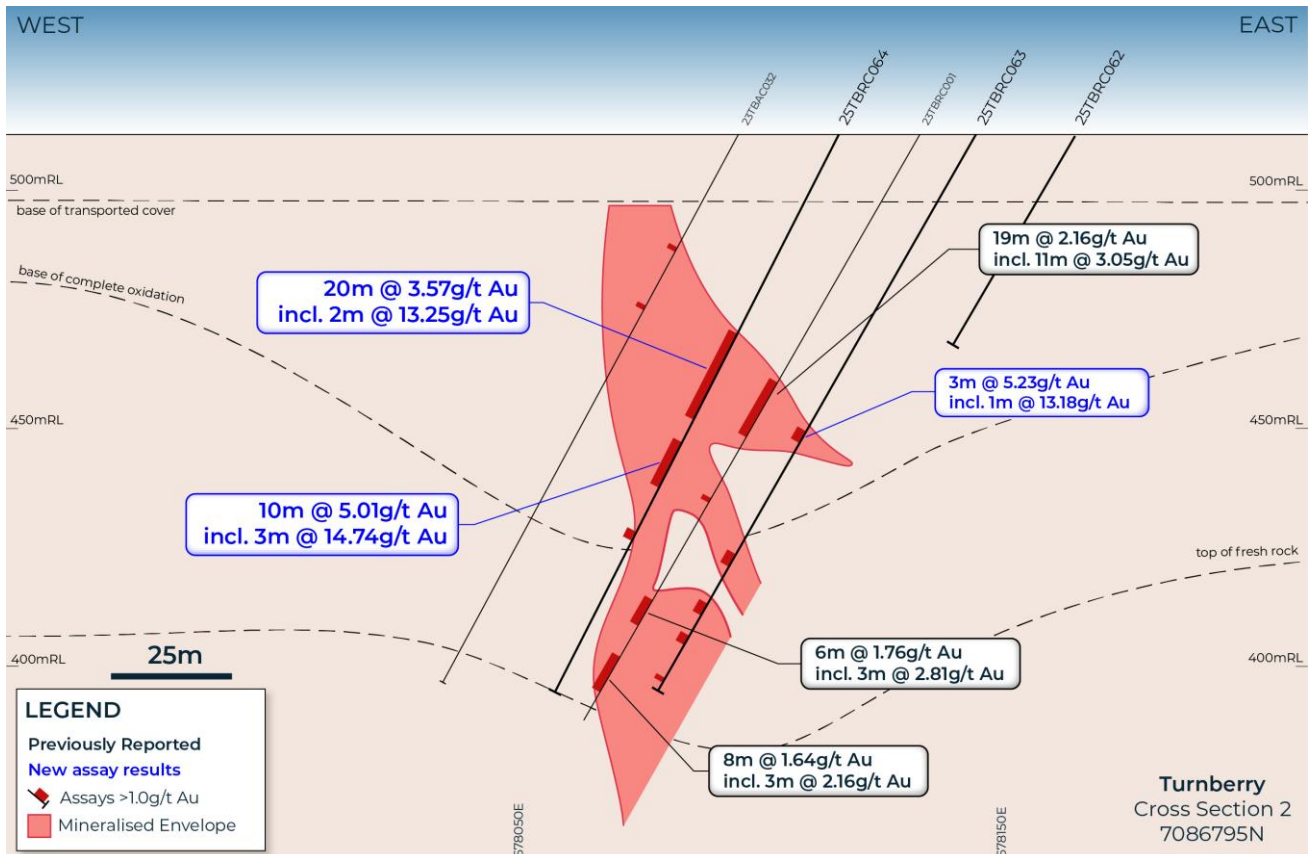 WEST
EAST
23TBAC032
25TBRC064
23TBRC001
25TBRC063
25TBRC062
500mRL
500mRL
base of transported cover
19m @ 2.16g/t Au
incl. 11m @ 3.05g/t Au
base of complete oxidation
20m @ 3.57g/t Au
incl. 2m @ 13.25g/t Au
3m @ 5.23g/t Au
incl. 1m @ 13.18g/t Au
450mRL
450mRL
10m @ 5.01g/t Au
incl. 3m @ 14.74g/t Au
top of fresh rock
400mRL
400mRL
25m
6m @ 1.76g/t Au
incl. 3m @ 2.81g/t Au
8m @ 1.64g/t Au
incl. 3m @ 2.16g/t Au
LEGEND
Previously Reported
New assay results
Assays >1.0g/t Au
Mineralised Envelope
678050E
678150E
Turnberry
Cross Section 2
7086795N